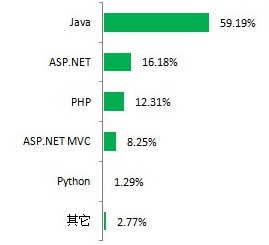 Java 59.19%
ASP.NET 16.18%
PHP 12.31%
ASP.NET MVC 8.25%
Python 1.29%
其它 2.77%